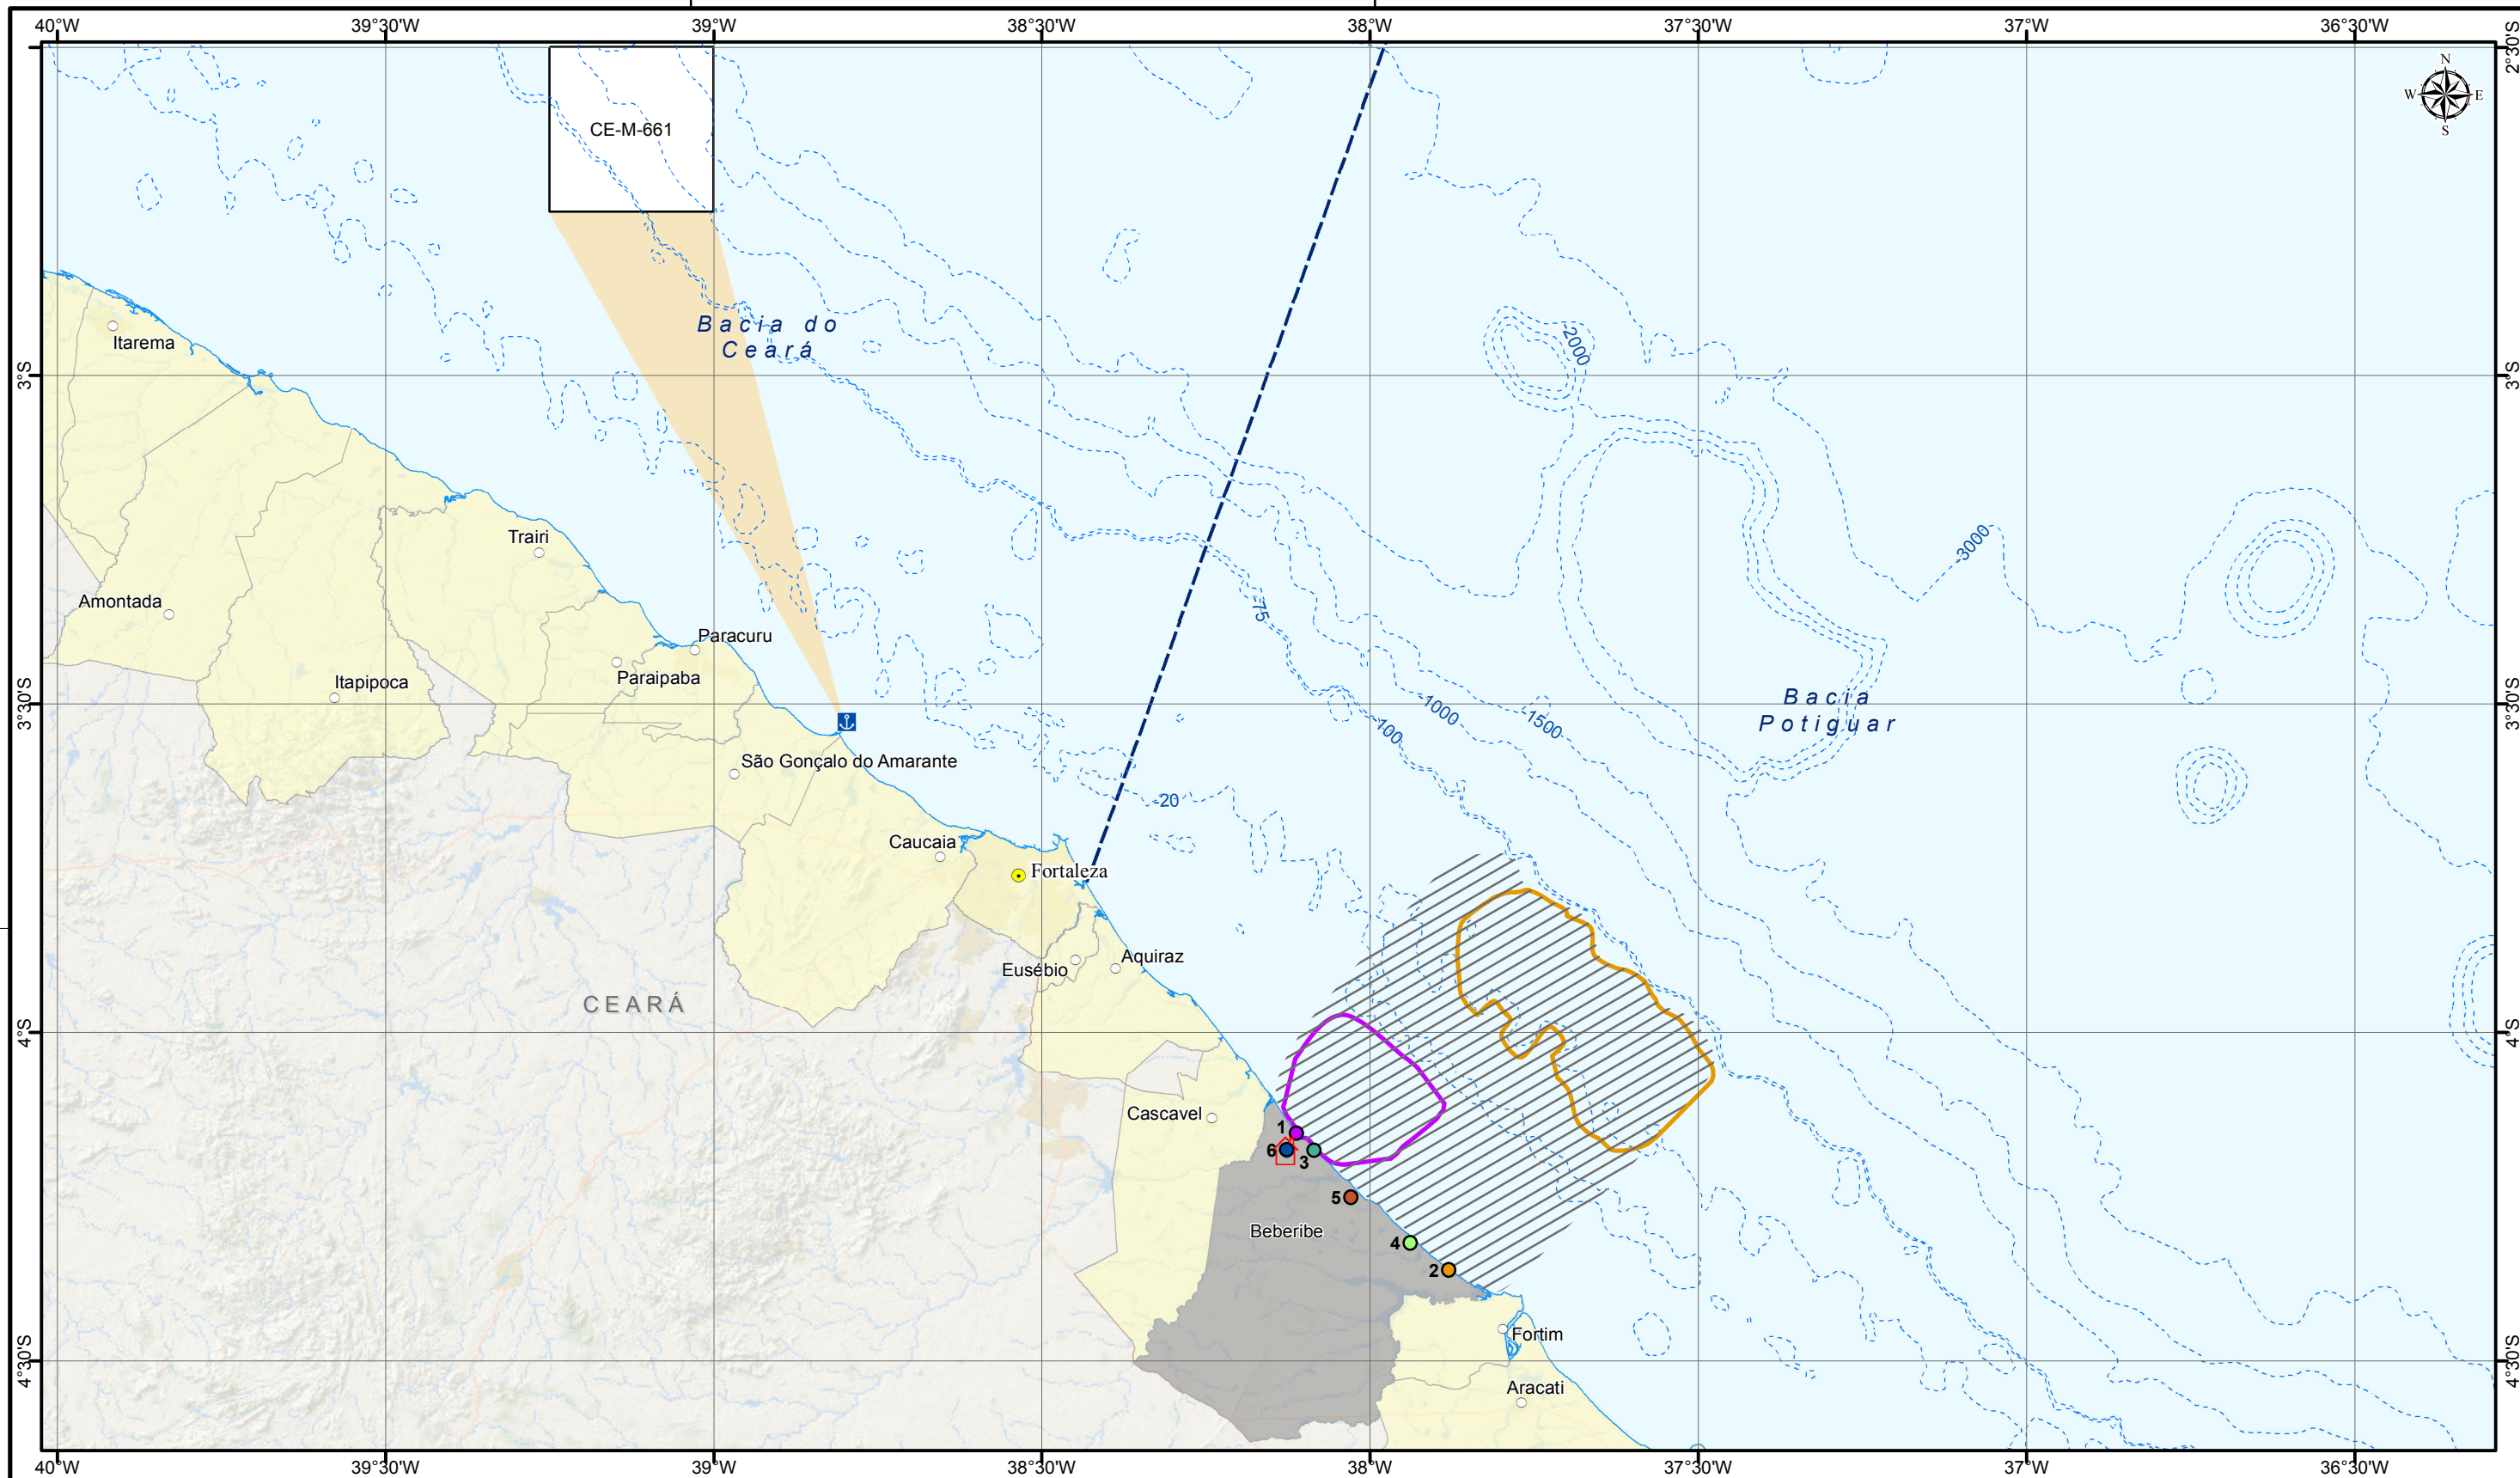 40°W 39°30'W 39°W 38°30'W 38°W 37°30'W 37°W 36°30'W
2°30'S
N
W E
S
CE-M-661
Bacia do
Ceará
-2000
Itarema
3°S 3°S
Trairi
-3000
Amontada
-75
Paracuru
Paraipaba
Itapipoca
Bacia
Potiguar
-1000
-1500
-100
3°30'S 3°30'S
São Gonçalo do Amarante
-20
Caucaia
Fortaleza
Aquiraz
Eusébio
CEARÁ
4°S 4°S
Cascavel
1
6
3
5
Beberibe
4
2
Fortim
4°30'S 4°30'S
Aracati
40°W 39°30'W 39°W 38°30'W 38°W 37°30'W 37°W 36°30'W